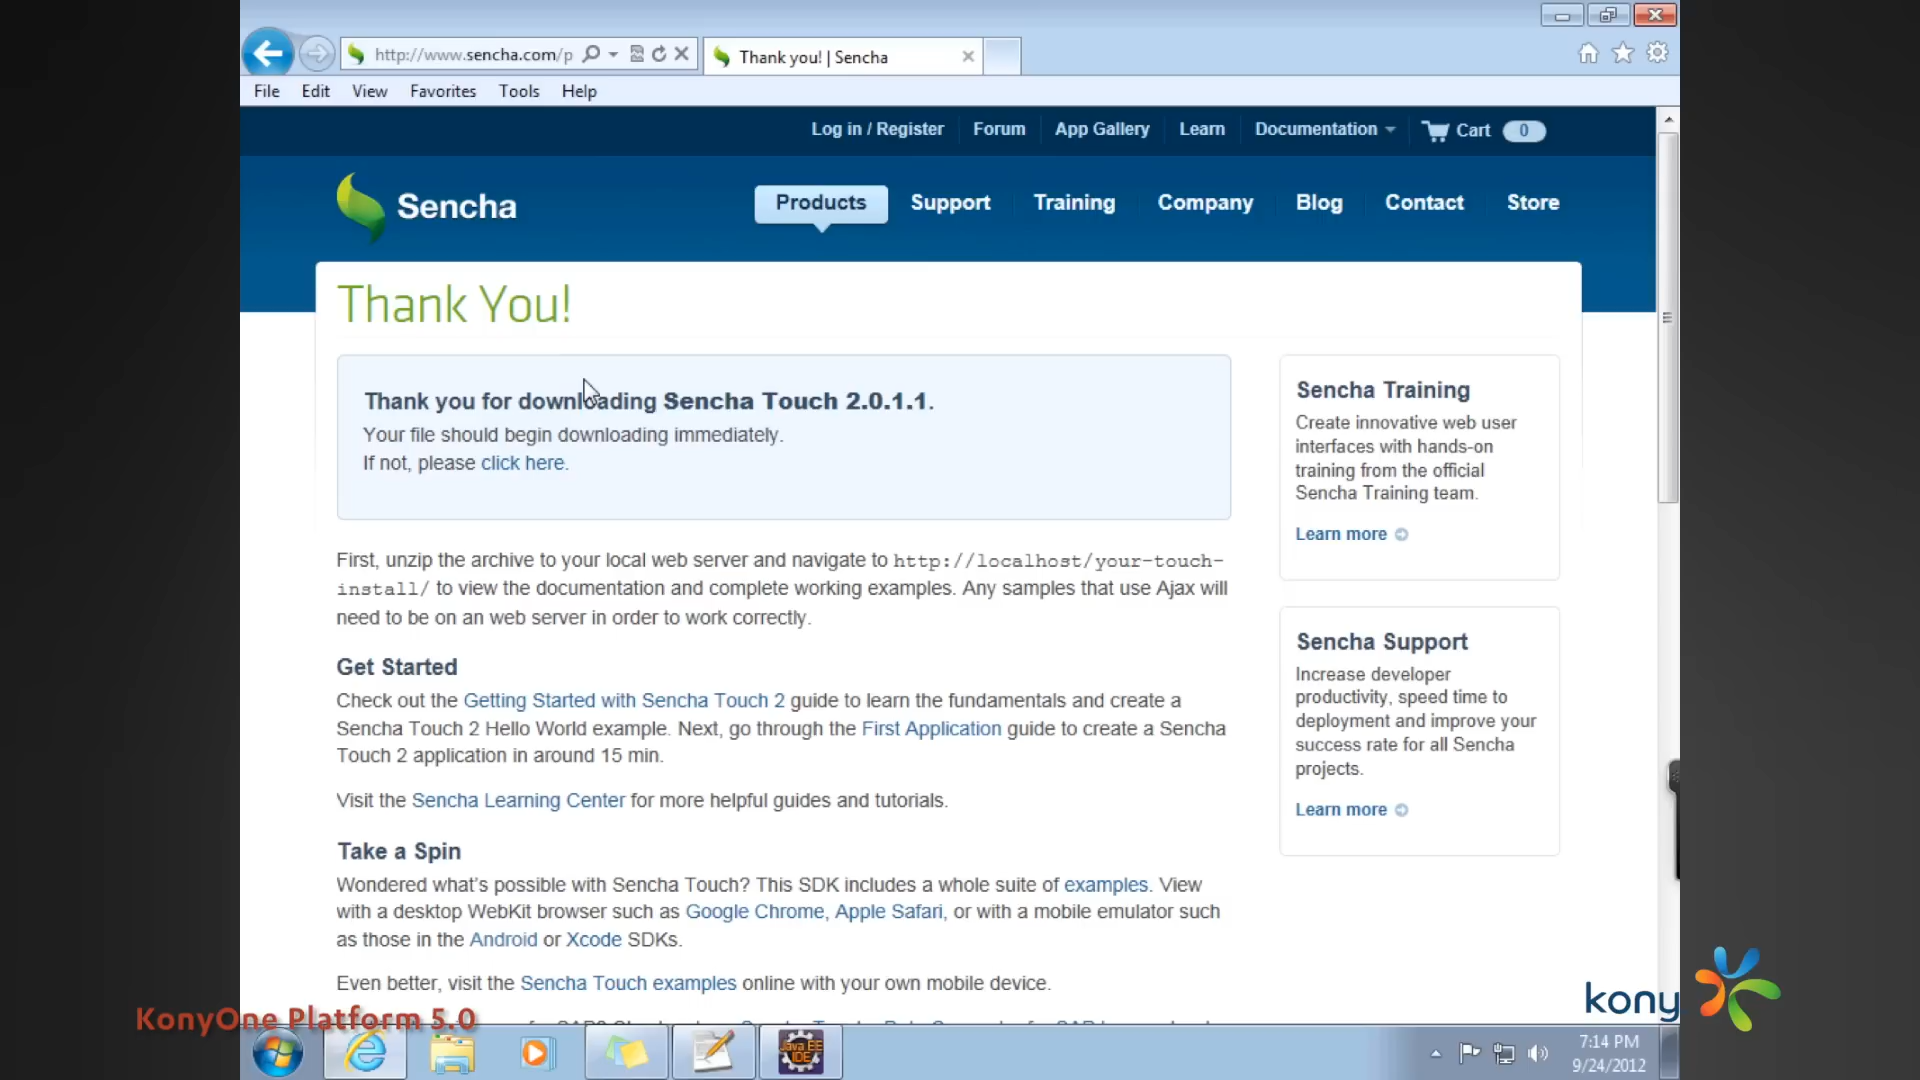 http://www.sencha.com/p
Thank you! | Sencha
File Edit View Favorites Tools Help
Log in / Register Forum App Gallery Learn Documentation Cart 0
Sencha
Products Support Training Company Blog Contact Store
Thank You!
Thank you for downloading Sencha Touch 2.0.1.1.
Your file should begin downloading immediately.
If not, please click here.
First, unzip the archive to your local web server and navigate to http://localhost/your-touch-
install/ to view the documentation and complete working examples. Any samples that use Ajax will
need to be on an web server in order to work correctly.
Get Started
Check out the Getting Started with Sencha Touch 2 guide to learn the fundamentals and create a
Sencha Touch 2 Hello World example. Next, go through the First Application guide to create a Sencha
Touch 2 application in around 15 min.
Visit the Sencha Learning Center for more helpful guides and tutorials.
Take a Spin
Wondered what's possible with Sencha Touch? This SDK includes a whole suite of examples. View
with a desktop WebKit browser such as Google Chrome, Apple Safari, or with a mobile emulator such
as those in the Android or Xcode SDKs.
Even better, visit the Sencha Touch examples online with your own mobile device.
Sencha Training
Create innovative web user
interfaces with hands-on
training from the official
Sencha Training team.
Learn more
Sencha Support
Increase developer
productivity, speed time to
deployment and improve your
success rate for all Sencha
projects.
Learn more
kony
KonyOne Platform 5.0
Java EE
IDE
7:14 PM
9/24/2012